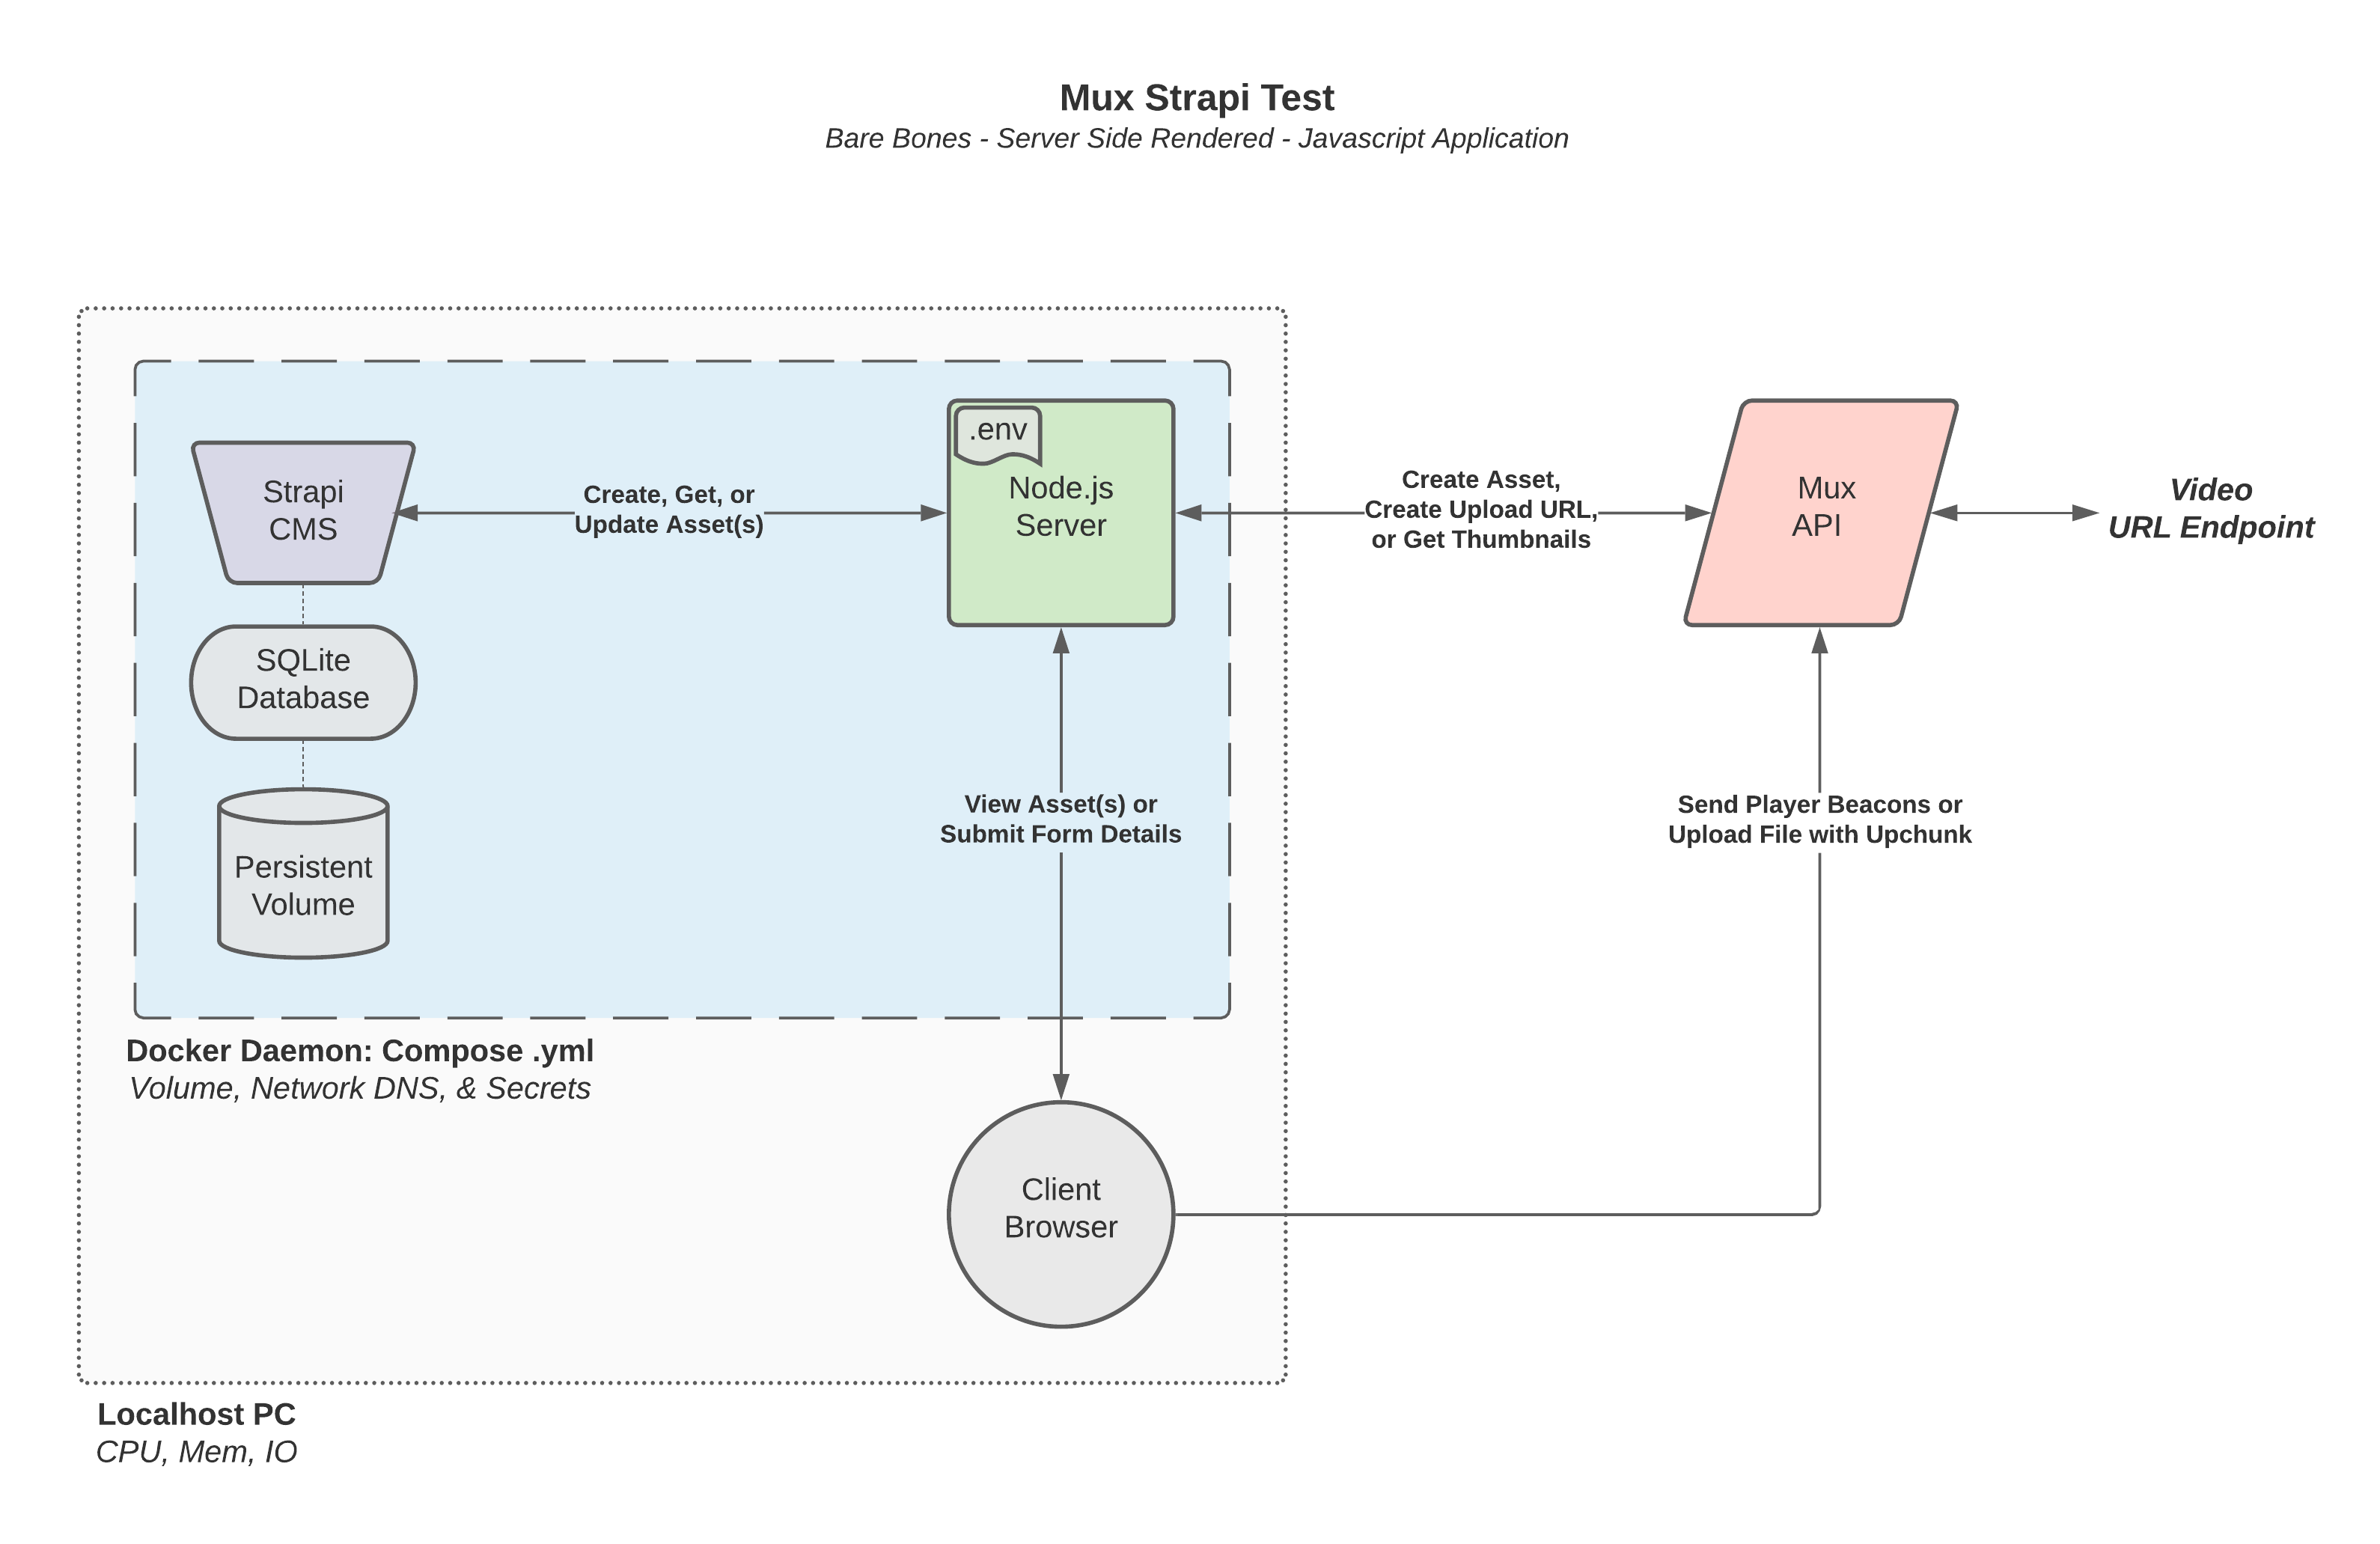 Mux Strapi Test
Bare Bones - Server Side Rendered - Javascript Application
.env
Strapi
CMS
Create, Get, or
Update Asset(s)
Node.js
Server
Create Asset,
Create Upload URL,
or Get Thumbnails
Mux
API
Video
URL Endpoint
SQLite
Database
Persistent
Volume
View Asset(s) or
Submit Form Details
Send Player Beacons or
Upload File with Upchunk
Docker Daemon: Compose .yml
Volume, Network DNS, & Secrets
Client
Browser
Localhost PC
CPU, Mem, IO